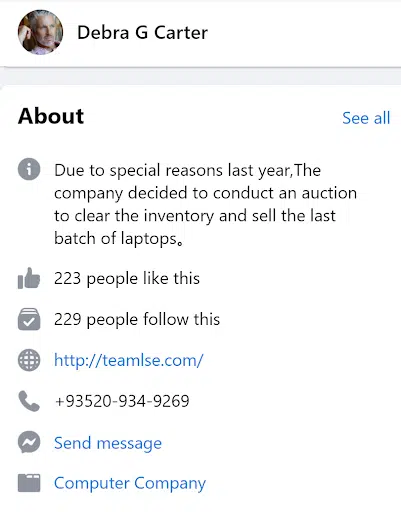 Debra G Carter
About
See all
Due to special reasons last year,The
company decided to conduct an auction
to clear the inventory and sell the last
batch of laptops。
223 people like this
229 people follow this
http://teamlse.com/
+93520-934-9269
Send message
Computer Company